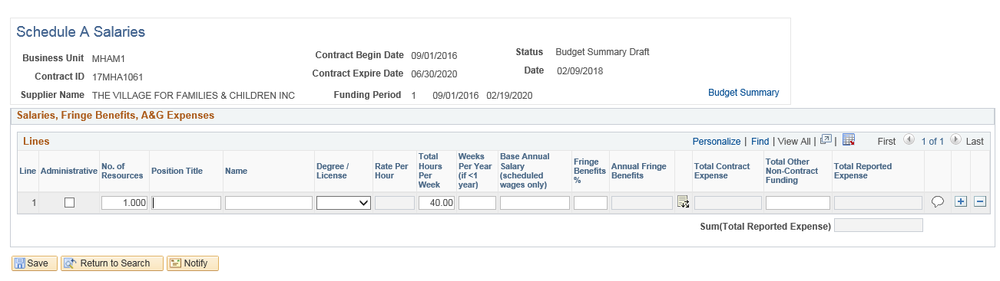 Schedule A Salaries
Business Unit MHAM1 Contract Begin Date 09/01/2016 Status Budget Summary Draft
Contract ID 17MHA1061 Contract Expire Date 06/30/2020 Date 02/09/2018
Supplier Name THE VILLAGE FOR FAMILIES & CHILDREN INC Funding Period 1 09/01/2016 02/19/2020 Budget Summary
Salaries, Fringe Benefits, A&G Expenses
Lines Personalize | Find | View All | | First 1 of 1 Last
Line
Administrative
No. of
Resources
Position Title
Name
Degree /
License
Rate Per
Hour
Total
Hours
Per
Week
Weeks
Per Year
(if <1
year)
Base Annual
Salary
(scheduled
wages only)
Fringe
Benefits
%
Annual Fringe
Benefits
Total Contract
Expense
Total Other
Non-Contract
Funding
Total Reported
Expense
1 1.000 40.00
Sum(Total Reported Expense)
Save Return to Search Notify